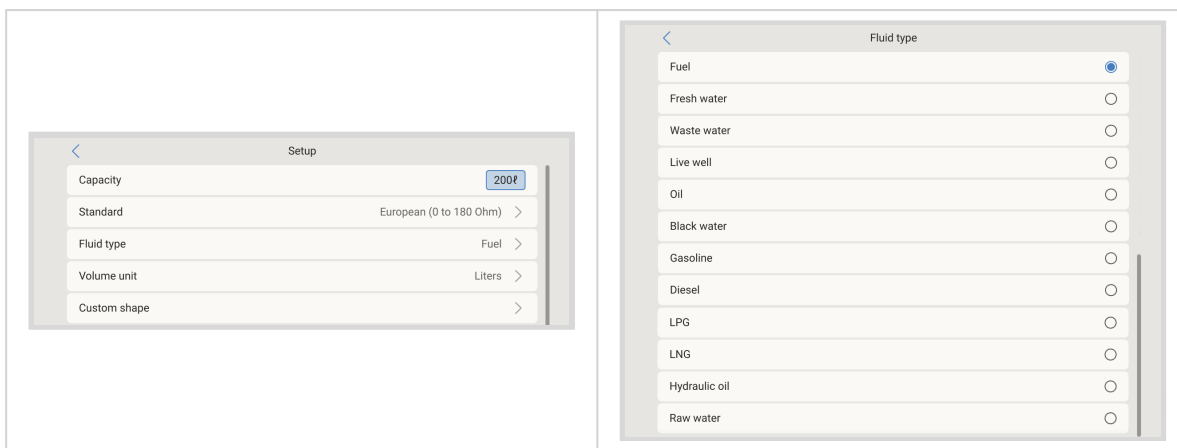 Setup
Capacity 200ℓ
Standard European (0 to 180 Ohm)
Fluid type Fuel
Volume unit Liters
Custom shape
Fluid type
Fuel
Fresh water
Waste water
Live well
Oil
Black water
Gasoline
Diesel
LPG
LNG
Hydraulic oil
Raw water